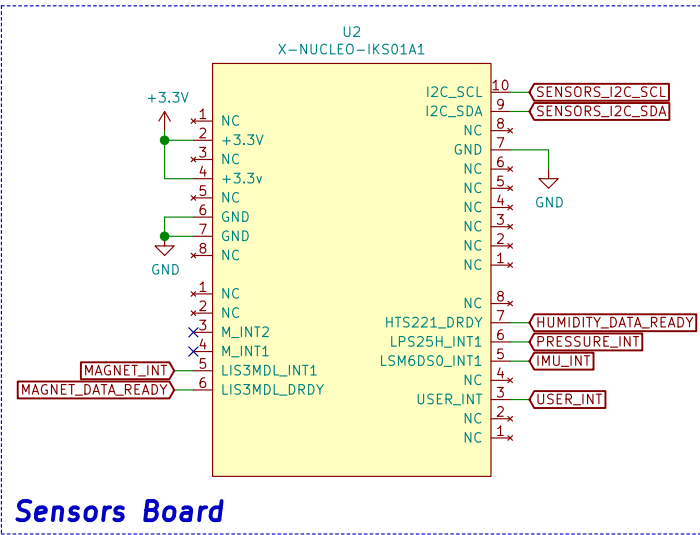 U2
X-NUCLEO-IKS01A1
+3.3V
1 NC
2 +3.3V
3 NC
4 +3.3v
5 NC
6 GND
7 GND
8 NC
GND
1 NC
2 NC
3 M_INT2
4 M_INT1
MAGNET_INT 5 LIS3MDL_INT1
MAGNET_DATA_READY 6 LIS3MDL_DRDY
I2C_SCL 10 SENSORS_I2C_SCL
I2C_SDA 9 SENSORS_I2C_SDA
NC 8
GND 7
NC 6
NC 5
NC 4
NC 3
NC 2
NC 1
GND
NC 8
HTS221_DRDY 7 HUMIDITY_DATA_READY
LPS25H_INT1 6 PRESSURE_INT
LSM6DS0_INT1 5 IMU_INT
NC 4
USER_INT 3 USER_INT
NC 2
NC 1
Sensors Board